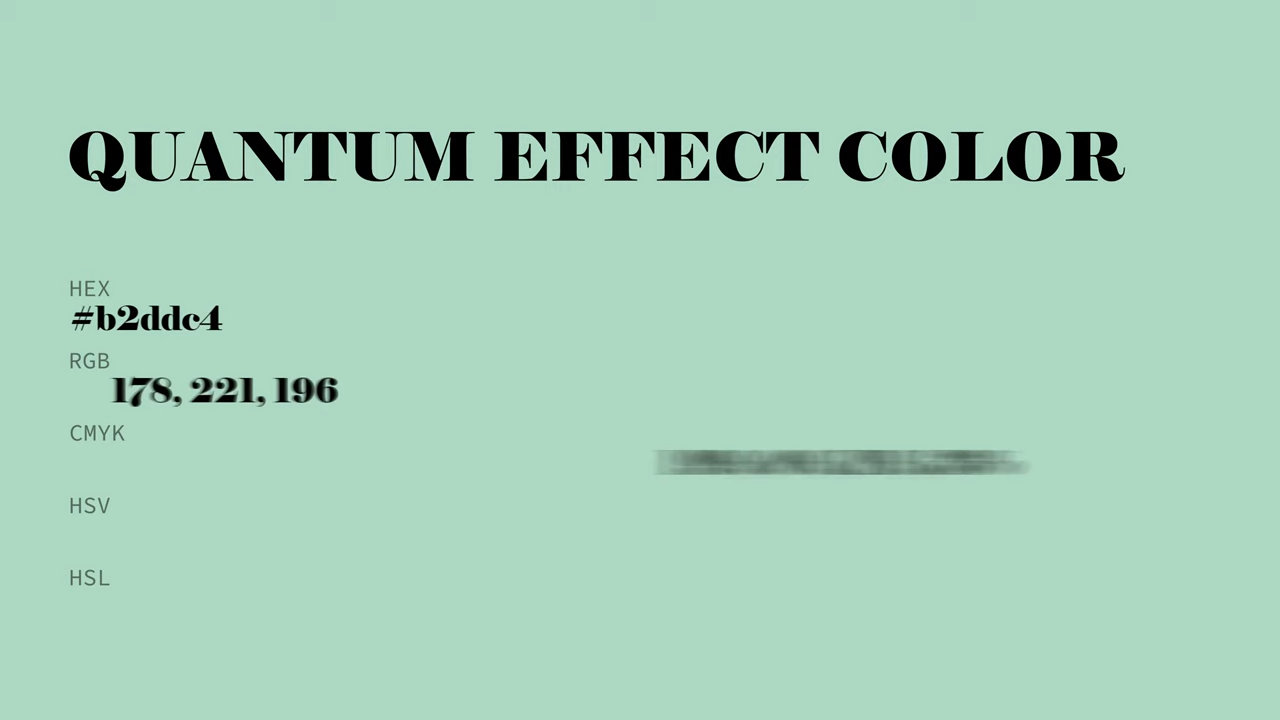 QUANTUM EFFECT COLOR
HEX
#b2ddc4
RGB
178, 221, 196
CMYK
HSV
HSL